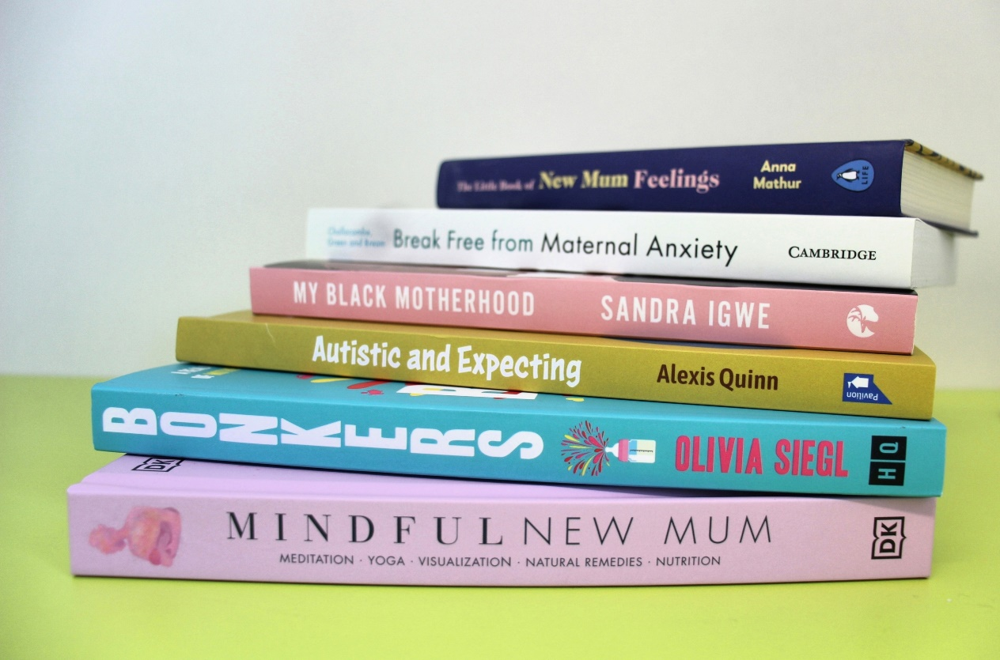 The Little Book of New Mum Feelings
Anna
Mathur
LIFE
Challacombe,
Green and Bream
Break Free from Maternal Anxiety
CAMBRIDGE
MY BLACK MOTHERHOOD
SANDRA IGWE
Autistic and Expecting
Alexis Quinn
Pavilion
BONKERS
OLIVIA SIEGL
HQ
DK
MINDFUL NEW MUM
MEDITATION · YOGA · VISUALIZATION · NATURAL REMEDIES · NUTRITION
DK